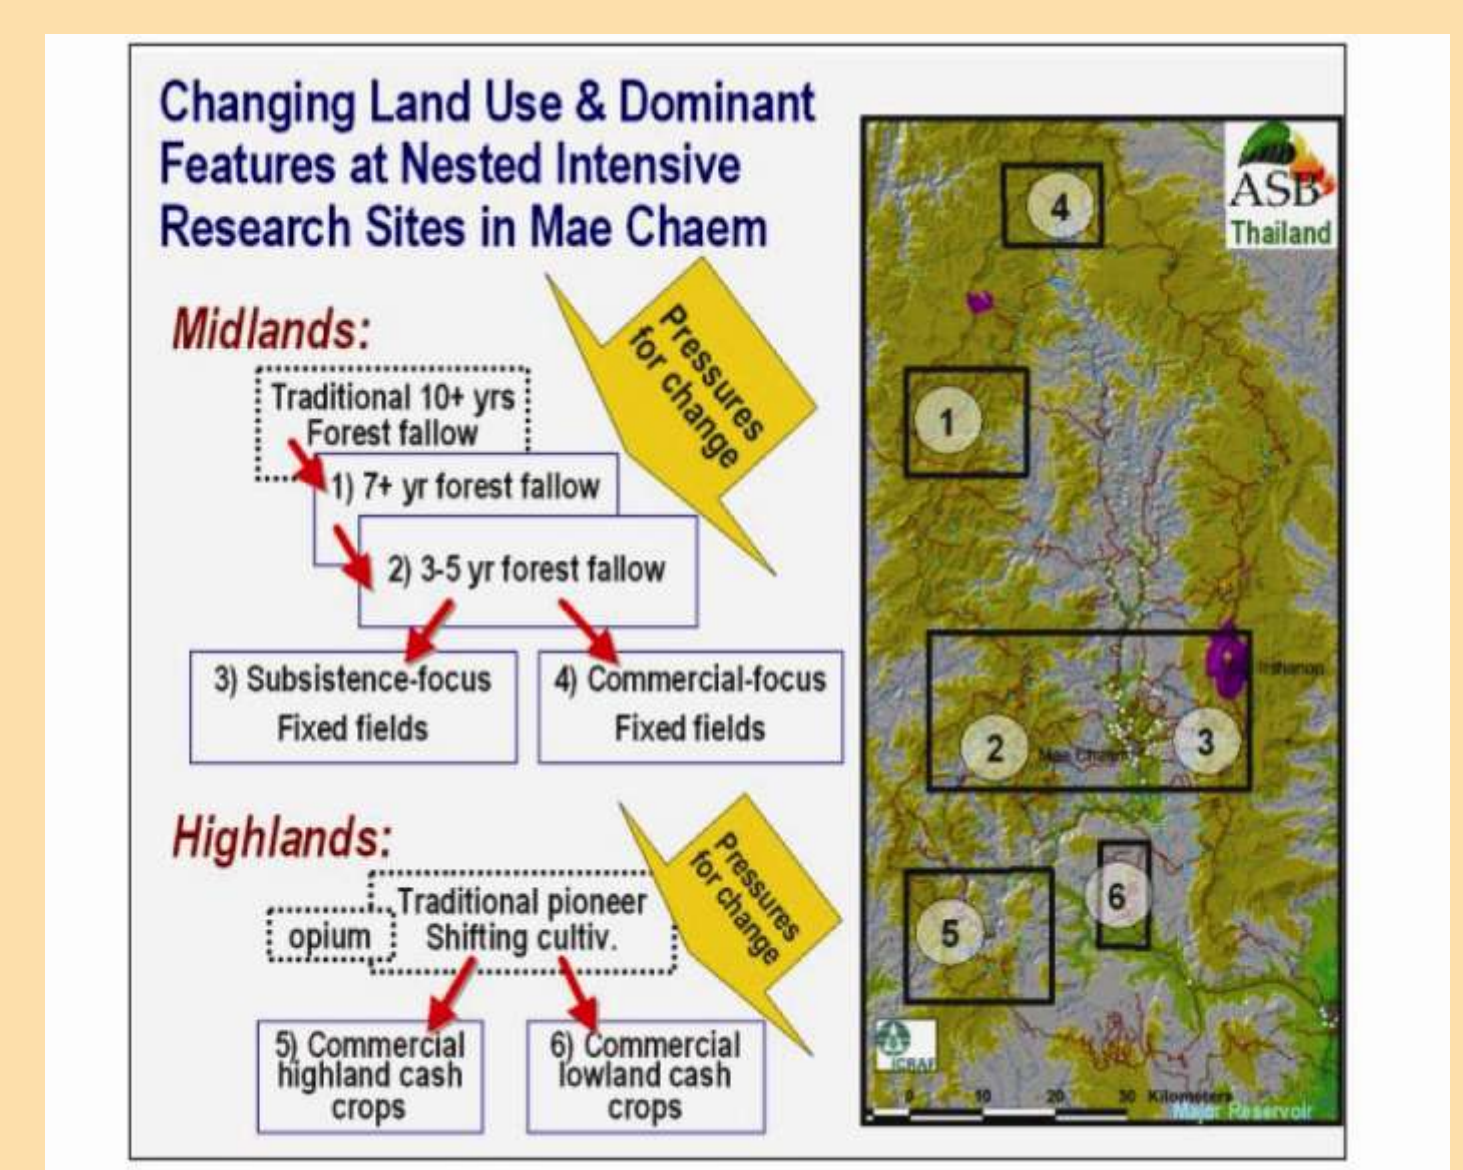 Changing Land Use & Dominant
Features at Nested Intensive
Research Sites in Mae Chaem
Midlands:
Pressures
for change
Traditional 10+ yrs
Forest fallow
1) 7+ yr forest fallow
2) 3-5 yr forest fallow
3) Subsistence-focus
Fixed fields
4) Commercial-focus
Fixed fields
Highlands:
Pressures
for change
Traditional pioneer
Shifting cultiv.
opium
5) Commercial
highland cash
crops
6) Commercial
lowland cash
crops
ASB
Thailand
4
1
2
Mae Chaem
3
5
6
ICRAF
0 10 20 30 Kilometers
Major Reservoir